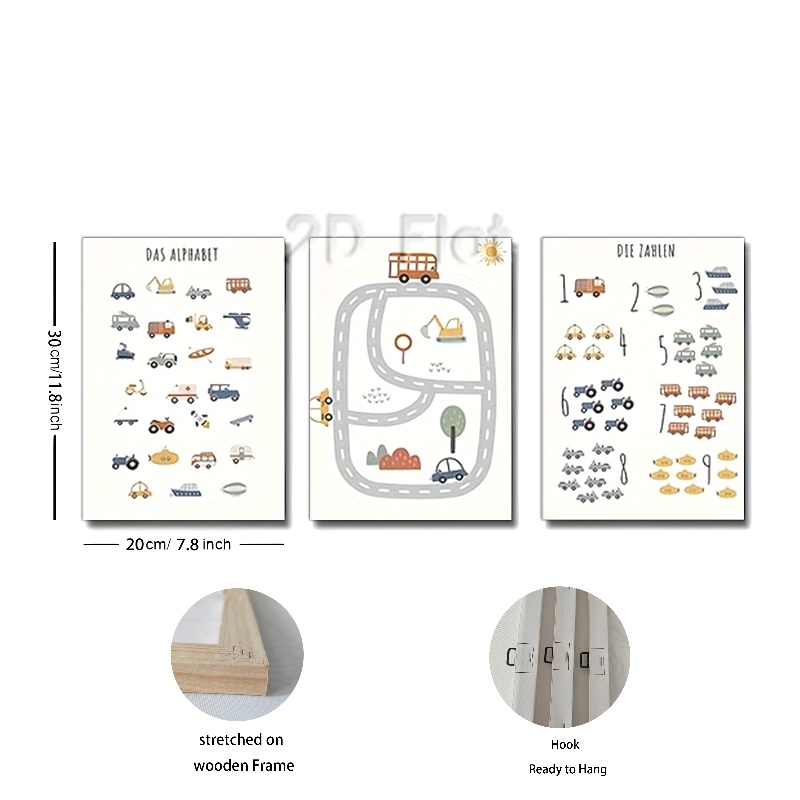 2D Flat
DAS ALPHABET
DIE ZAHLEN
1
2
3
4
5
6
7
8
9
30cm/11.8inch
20cm/ 7.8 inch
stretched on
wooden Frame
Hook
Ready to Hang